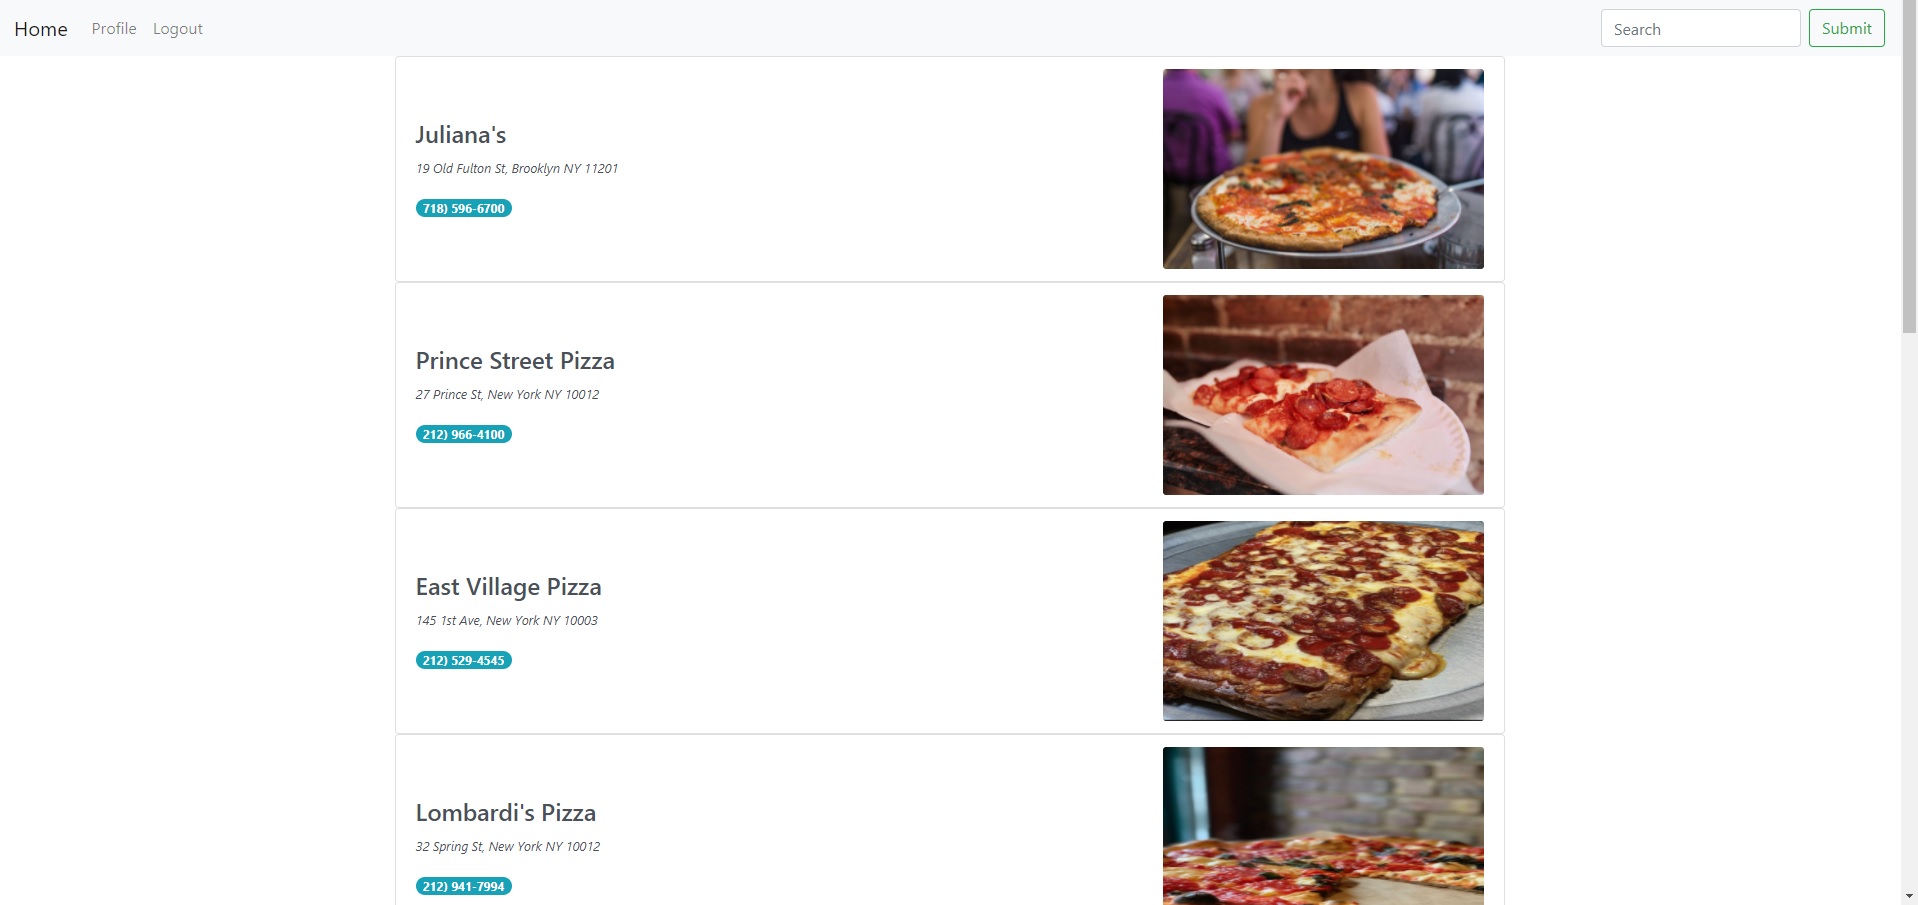 Home Profile Logout Search Submit
Juliana's
19 Old Fulton St, Brooklyn NY 11201
718) 596-6700
Prince Street Pizza
27 Prince St, New York NY 10012
212) 966-4100
East Village Pizza
145 1st Ave, New York NY 10003
212) 529-4545
Lombardi's Pizza
32 Spring St, New York NY 10012
212) 941-7994